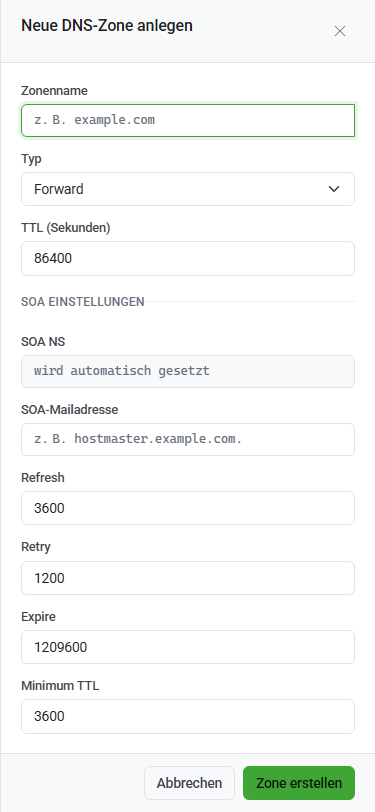 Neue DNS-Zone anlegen
Zonenname
z. B. example.com
Typ
Forward
TTL (Sekunden)
86400
SOA EINSTELLUNGEN
SOA NS
wird automatisch gesetzt
SOA-Mailadresse
z. B. hostmaster.example.com.
Refresh
3600
Retry
1200
Expire
1209600
Minimum TTL
3600
Abbrechen
Zone erstellen